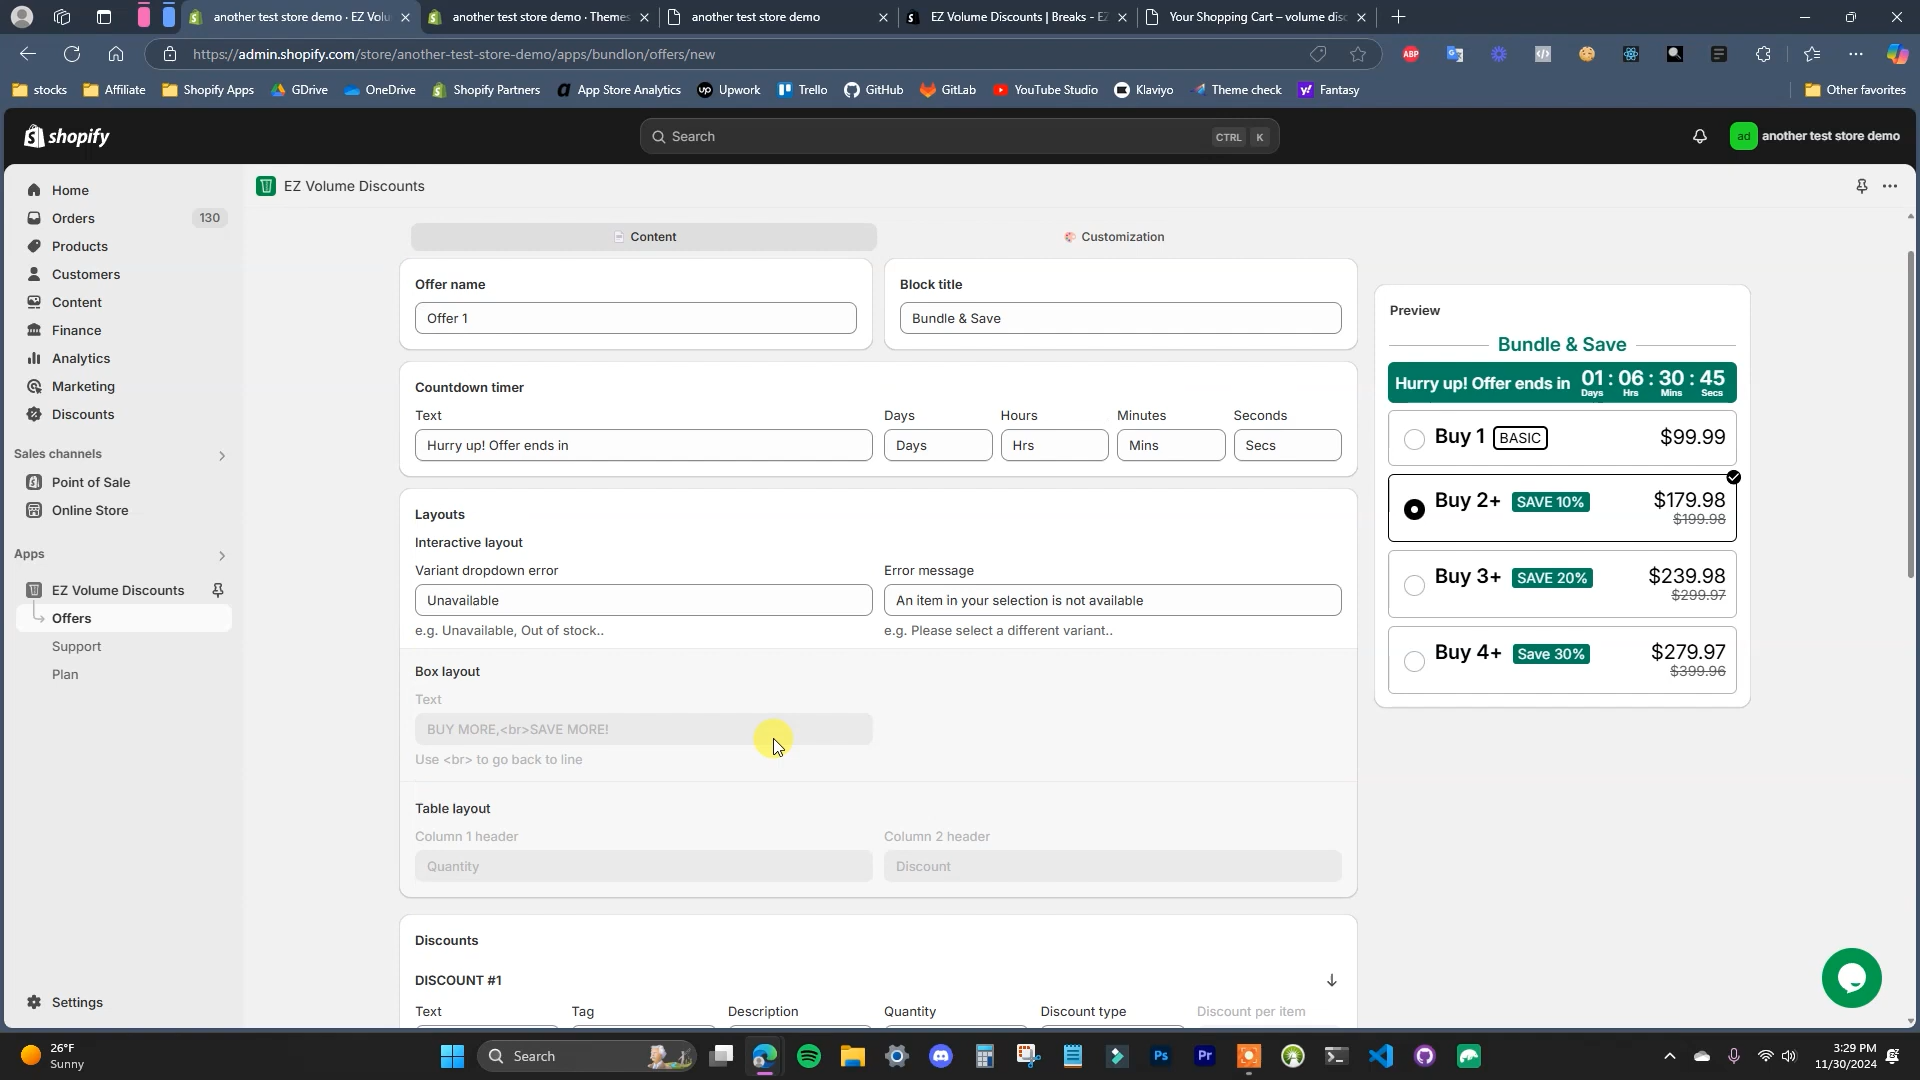 another test store demo · EZ Volu
another test store demo · Themes
another test store demo
EZ Volume Discounts | Breaks - EZ
Your Shopping Cart – volume disc
https://admin.shopify.com/store/another-test-store-demo/apps/bundlon/offers/new
ABP
stocks
Affiliate
Shopify Apps
GDrive
OneDrive
Shopify Partners
App Store Analytics
Upwork
Trello
GitHub
GitLab
YouTube Studio
Klaviyo
Theme check
Fantasy
Other favorites
shopify
Search
CTRL K
ad another test store demo
Home
Orders 130
Products
Customers
Content
Finance
Analytics
Marketing
Discounts
Sales channels
Point of Sale
Online Store
Apps
EZ Volume Discounts
Offers
Support
Plan
Settings
EZ Volume Discounts
Content
Customization
Offer name
Offer 1
Block title
Bundle & Save
Countdown timer
Text Days Hours Minutes Seconds
Hurry up! Offer ends in Days Hrs Mins Secs
Layouts
Interactive layout
Variant dropdown error
Unavailable
e.g. Unavailable, Out of stock..
Error message
An item in your selection is not available
e.g. Please select a different variant..
Box layout
Text
BUY MORE,<br>SAVE MORE!
Use <br> to go back to line
Table layout
Column 1 header
Quantity
Column 2 header
Discount
Discounts
DISCOUNT #1
Text Tag Description Quantity Discount type Discount per item
Preview
Bundle & Save
Hurry up! Offer ends in 01 : 06 : 30 : 45
Days Hrs Mins Secs
Buy 1 BASIC $99.99
Buy 2+ SAVE 10% $179.98
$199.98
Buy 3+ SAVE 20% $239.98
$299.97
Buy 4+ Save 30% $279.97
$399.96
26°F
Sunny
Search
3:29 PM
11/30/2024